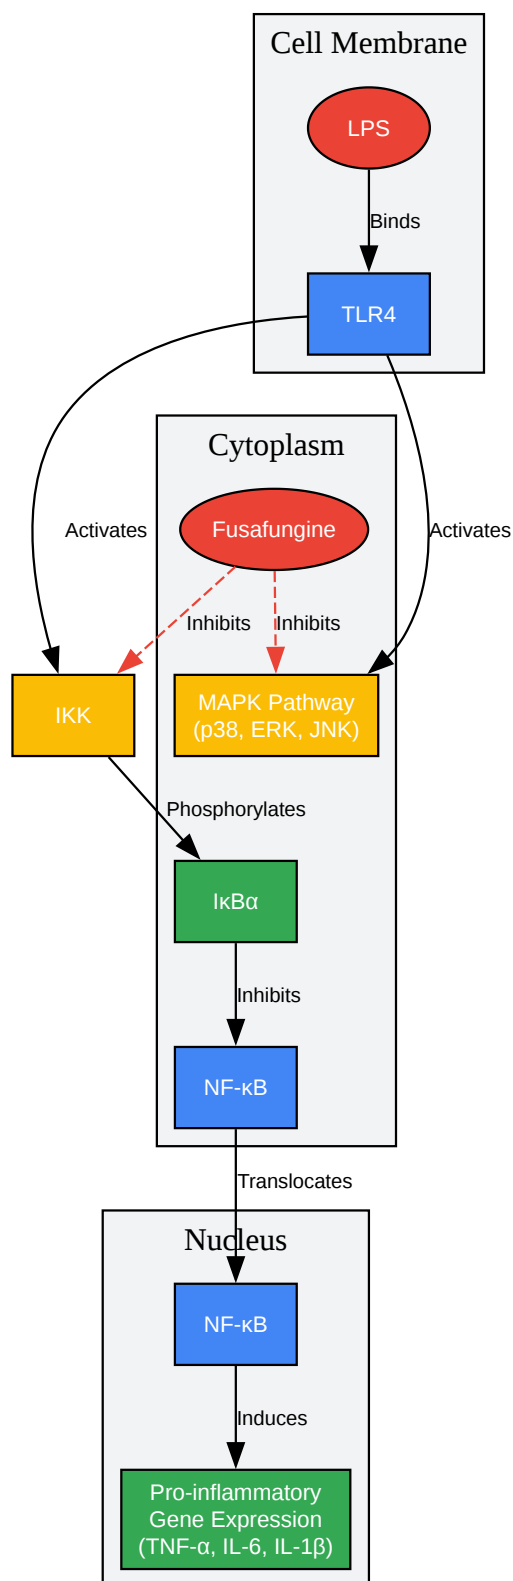 Cell Membrane
LPS
Binds
TLR4
Cytoplasm
Fusafungine
Activates
Activates
Inhibits
Inhibits
IKK
MAPK Pathway
(p38, ERK, JNK)
Phosphorylates
IκBα
Inhibits
NF-κB
Translocates
Nucleus
NF-κB
Induces
Pro-inflammatory
Gene Expression
(TNF-α, IL-6, IL-1β)